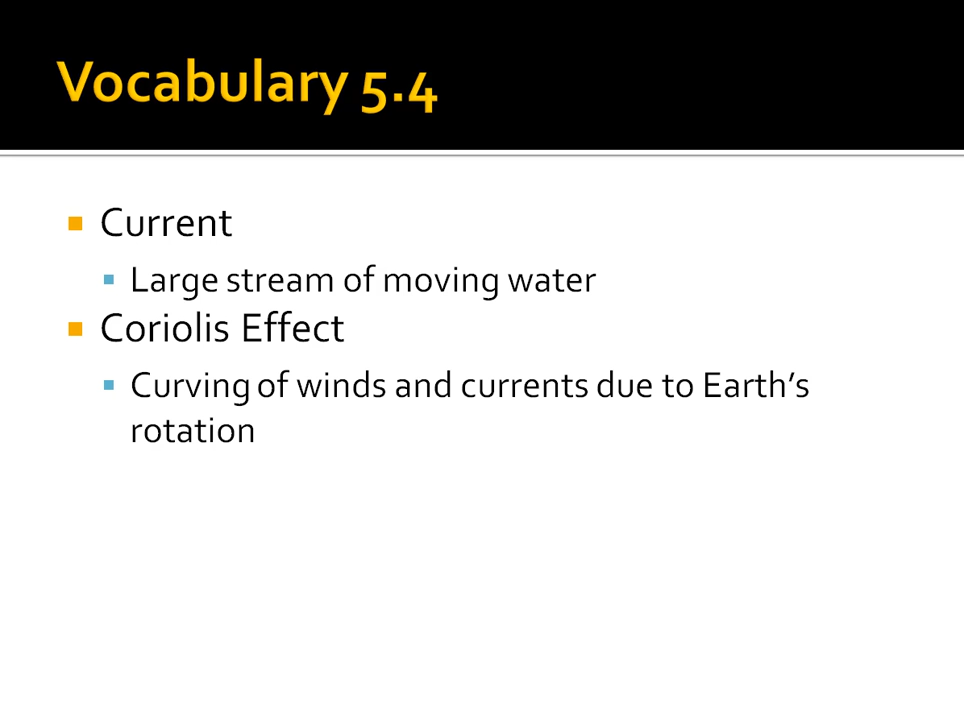 Vocabulary 5.4
Current
Large stream of moving water
Coriolis Effect
Curving of winds and currents due to Earth’s
rotation